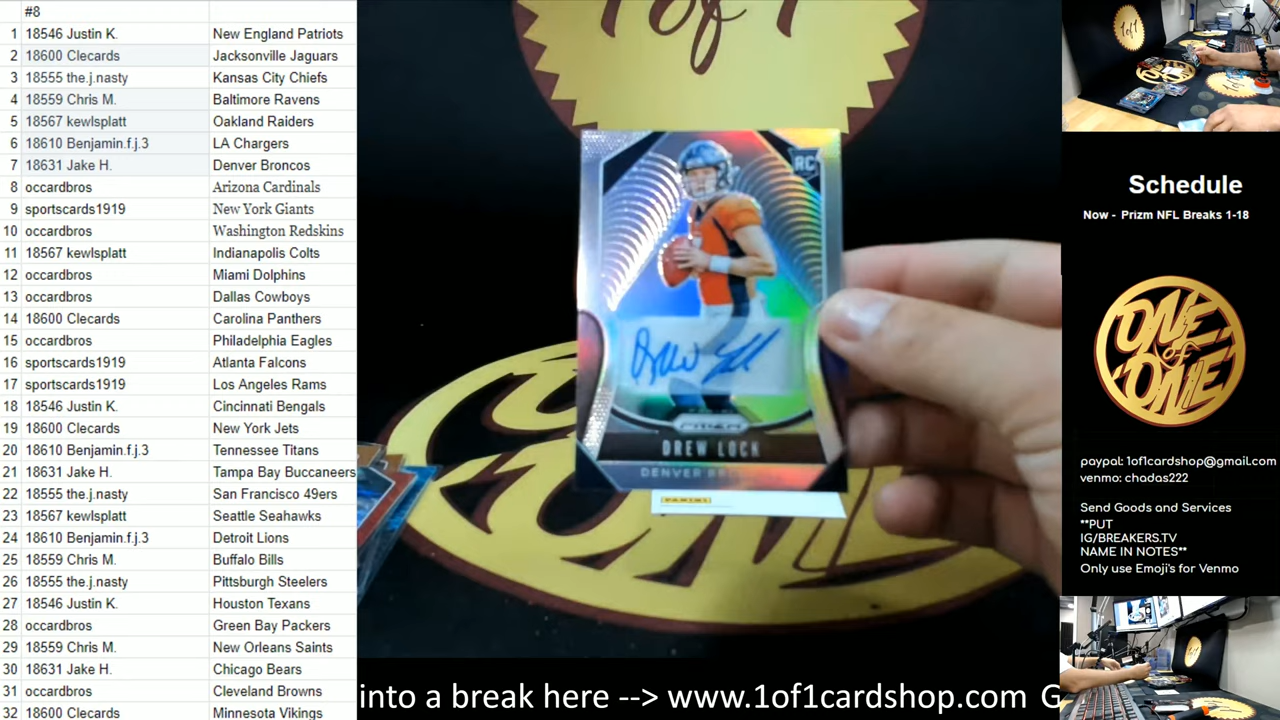 #8
1 18546 Justin K. New England Patriots
2 18600 Clecards Jacksonville Jaguars
3 18555 the.j.nasty Kansas City Chiefs
4 18559 Chris M. Baltimore Ravens
5 18567 kewlsplatt Oakland Raiders
6 18610 Benjamin.f.j.3 LA Chargers
7 18631 Jake H. Denver Broncos
8 occardbros Arizona Cardinals
9 sportscards1919 New York Giants
10 occardbros Washington Redskins
11 18567 kewlsplatt Indianapolis Colts
12 occardbros Miami Dolphins
13 occardbros Dallas Cowboys
14 18600 Clecards Carolina Panthers
15 occardbros Philadelphia Eagles
16 sportscards1919 Atlanta Falcons
17 sportscards1919 Los Angeles Rams
18 18546 Justin K. Cincinnati Bengals
19 18600 Clecards New York Jets
20 18610 Benjamin.f.j.3 Tennessee Titans
21 18631 Jake H. Tampa Bay Buccaneers
22 18555 the.j.nasty San Francisco 49ers
23 18567 kewlsplatt Seattle Seahawks
24 18610 Benjamin.f.j.3 Detroit Lions
25 18559 Chris M. Buffalo Bills
26 18555 the.j.nasty Pittsburgh Steelers
27 18546 Justin K. Houston Texans
28 occardbros Green Bay Packers
29 18559 Chris M. New Orleans Saints
30 18631 Jake H. Chicago Bears
31 occardbros Cleveland Browns
32 18600 Clecards Minnesota Vikings
1 of 1
RC
Drew Lock
PRIZM
DREW LOCK
DENVER
PANINI
into a break here --> www.1of1cardshop.com G
1of1
Schedule
Now - Prizm NFL Breaks 1-18
ONE
of
ONE
paypal: 1of1cardshop@gmail.com
venmo: chadas222
Send Goods and Services
**PUT
IG/BREAKERS.TV
NAME IN NOTES**
Only use Emoji's for Venmo